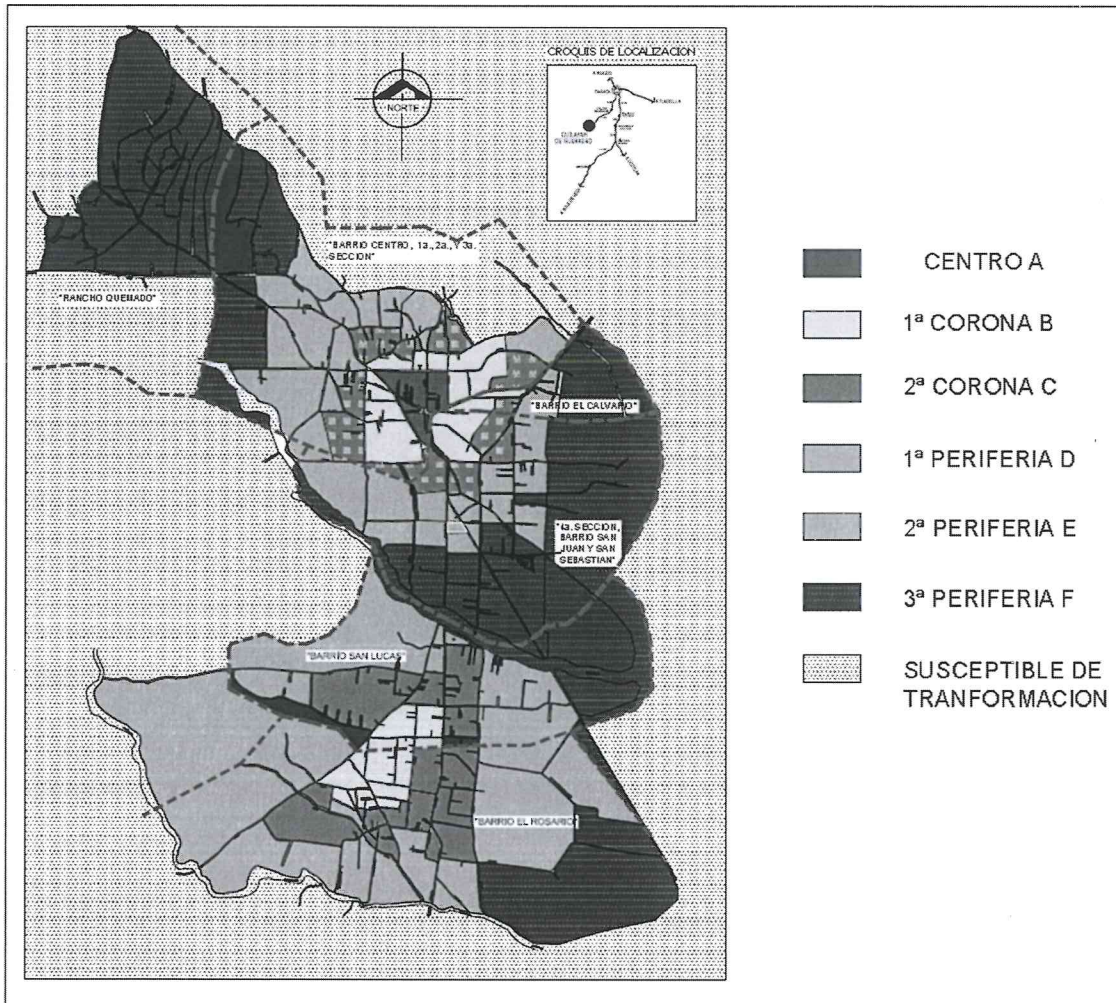 CROQUIS DE LOCALIZACION
NORTE
"BARRIO CENTRO, 1a., 2a., Y 3a.
SECCION"
"RANCHO QUEMADO"
"BARRIO EL CALVARIO"
"4a. SECCION,
BARRIO SAN
JUAN Y SAN
SEBASTIAN"
"BARRIO SAN LUCAS"
"BARRIO EL ROSARIO"
CENTRO A
1ª CORONA B
2ª CORONA C
1ª PERIFERIA D
2ª PERIFERIA E
3ª PERIFERIA F
SUSCEPTIBLE DE
TRANFORMACION